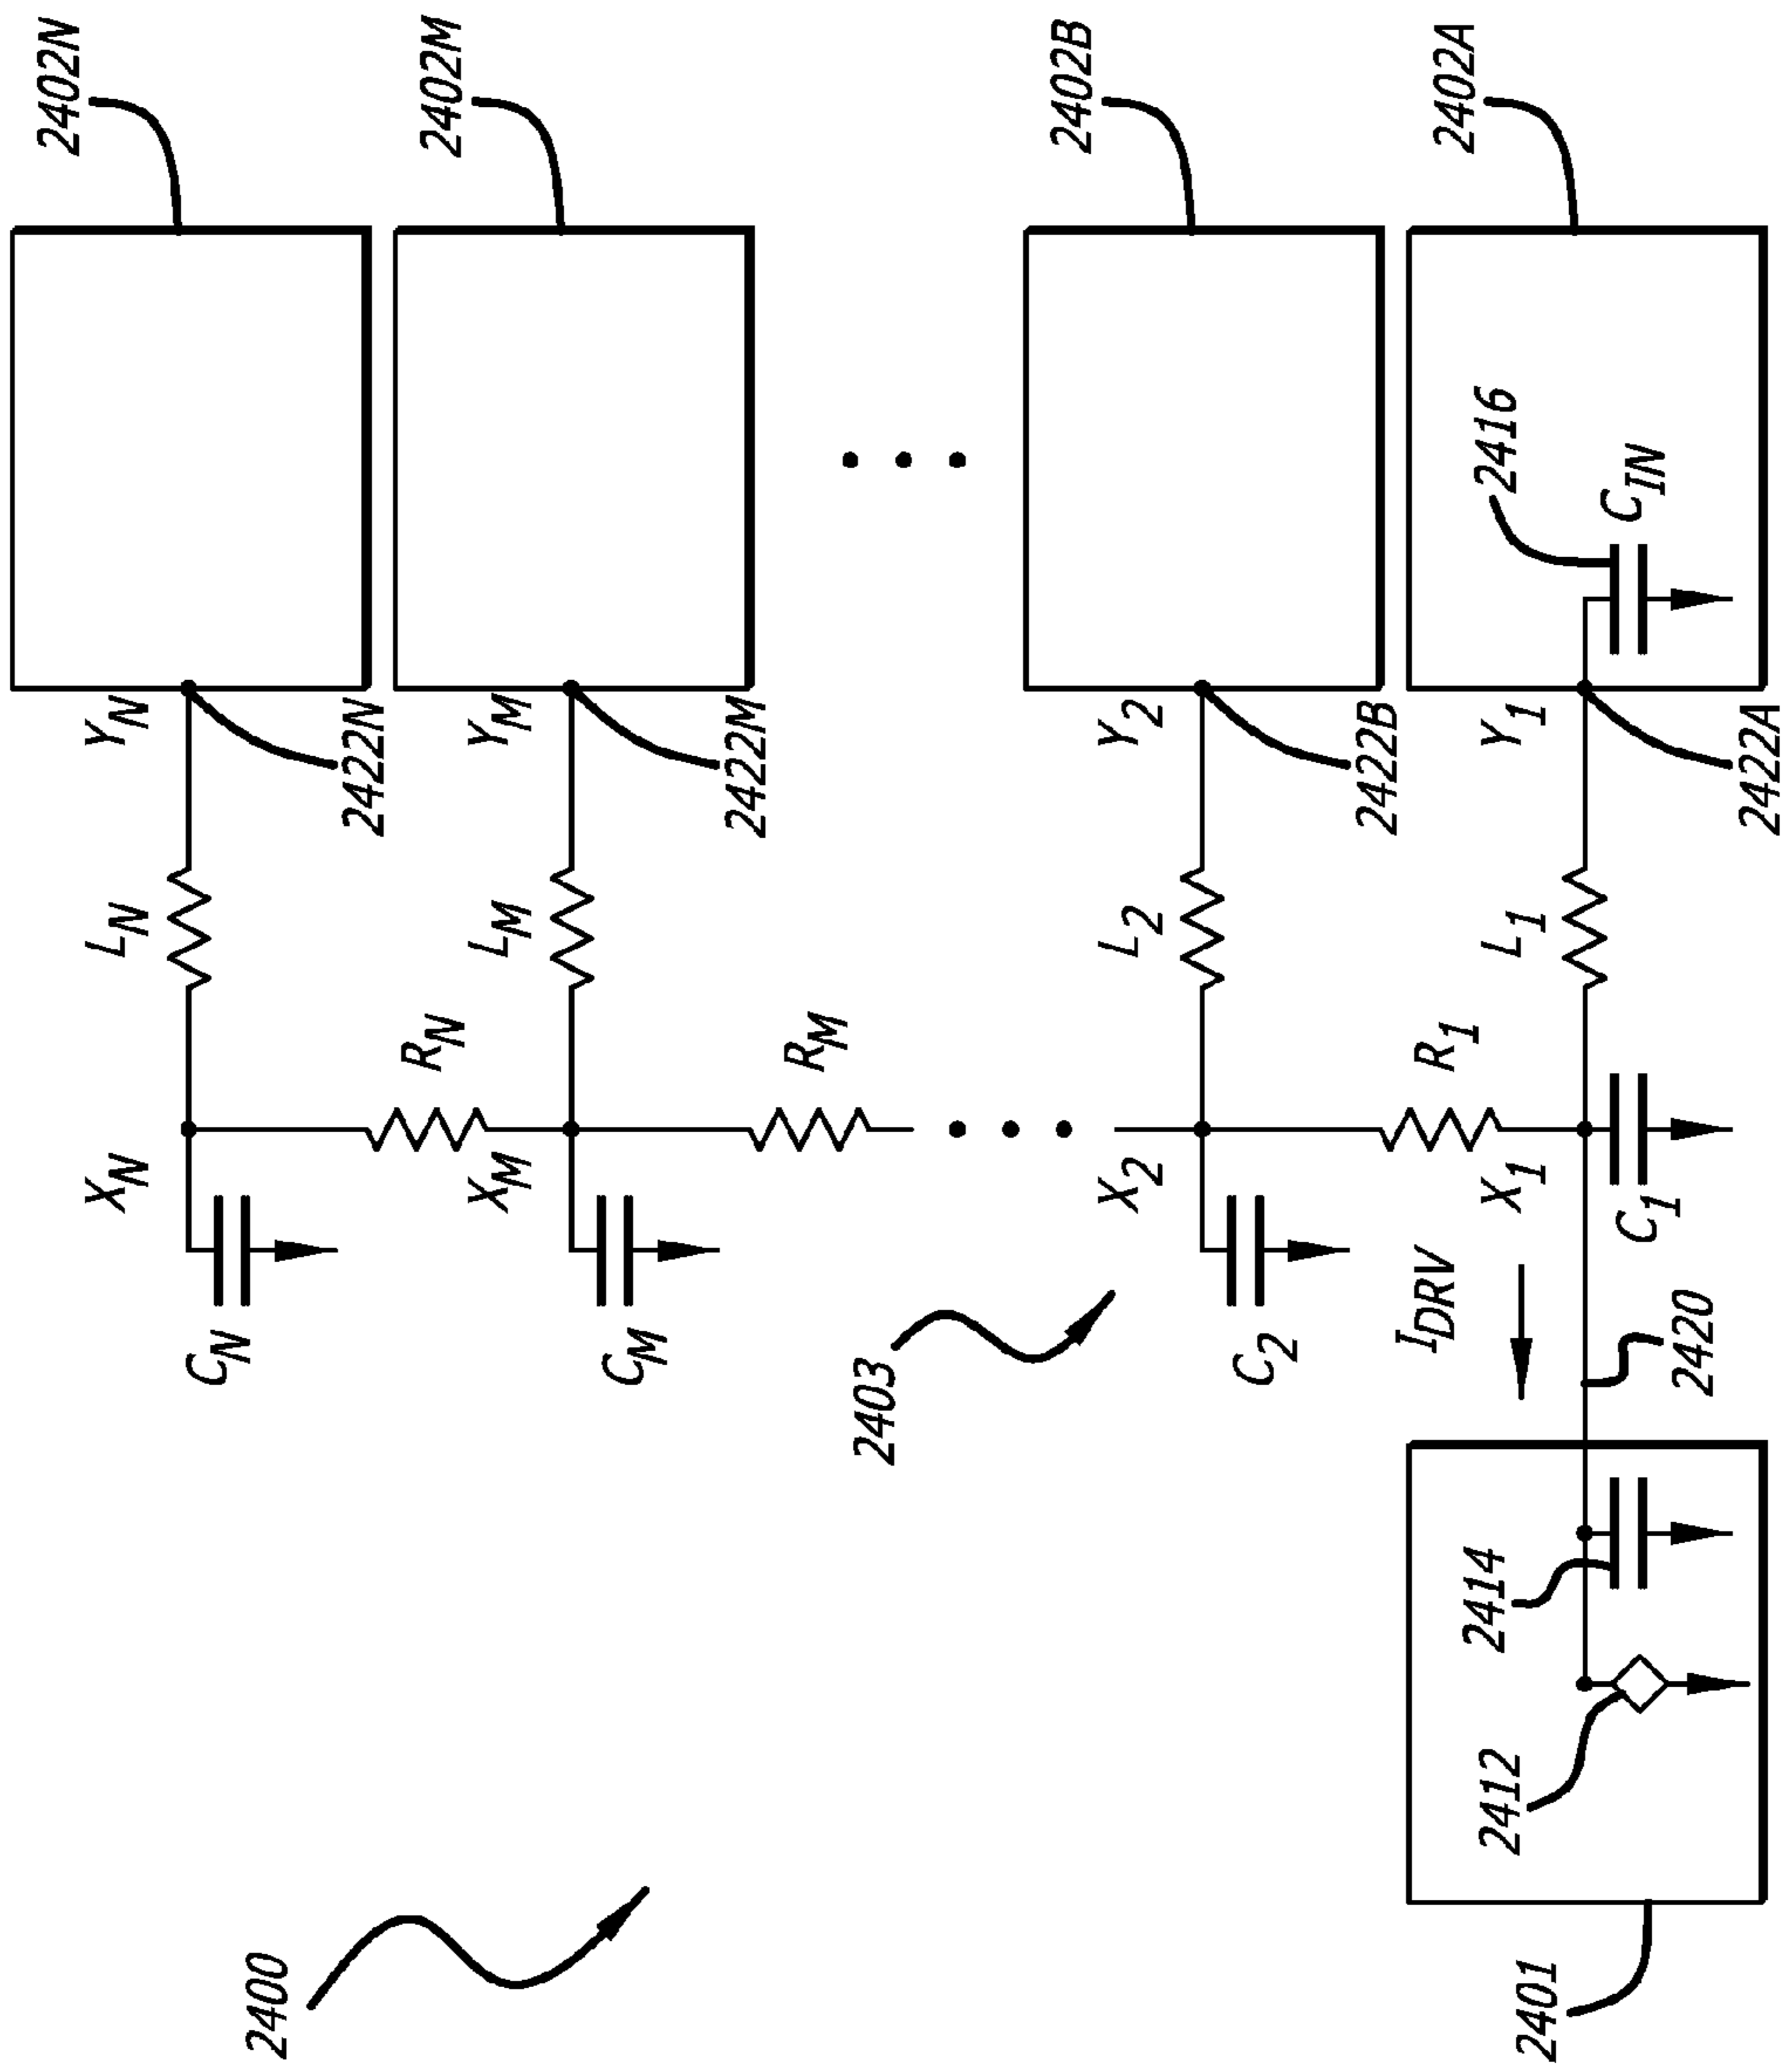 2402N
2402M
2402B
2402A
2416
C_IN
Y_N
2422N
Y_M
2422M
Y_2
2422B
Y_1
2422A
L_N
L_M
L_2
L_1
R_N
R_M
R_1
X_N
X_M
X_2
X_1
C_N
C_M
2403
C_2
I_DRV
C_1
2420
2414
2412
2400
2401